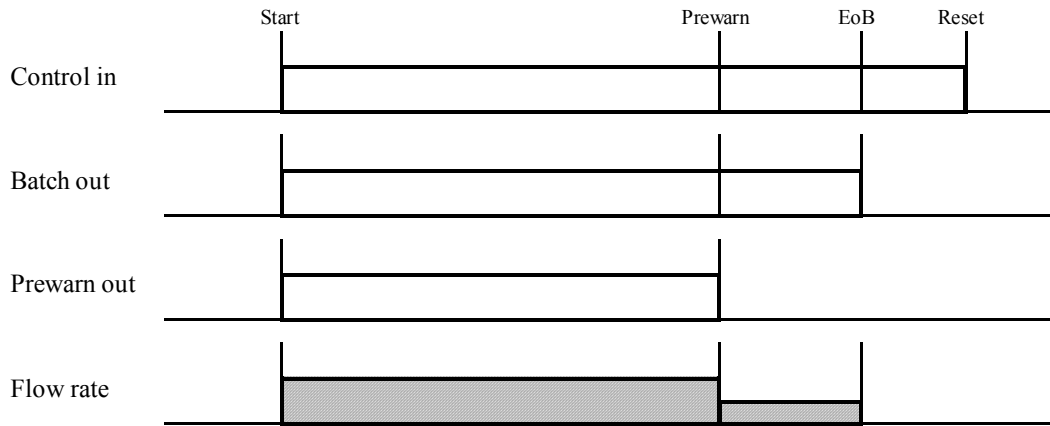 Start Prewarn EoB Reset
Control in
Batch out
Prewarn out
Flow rate